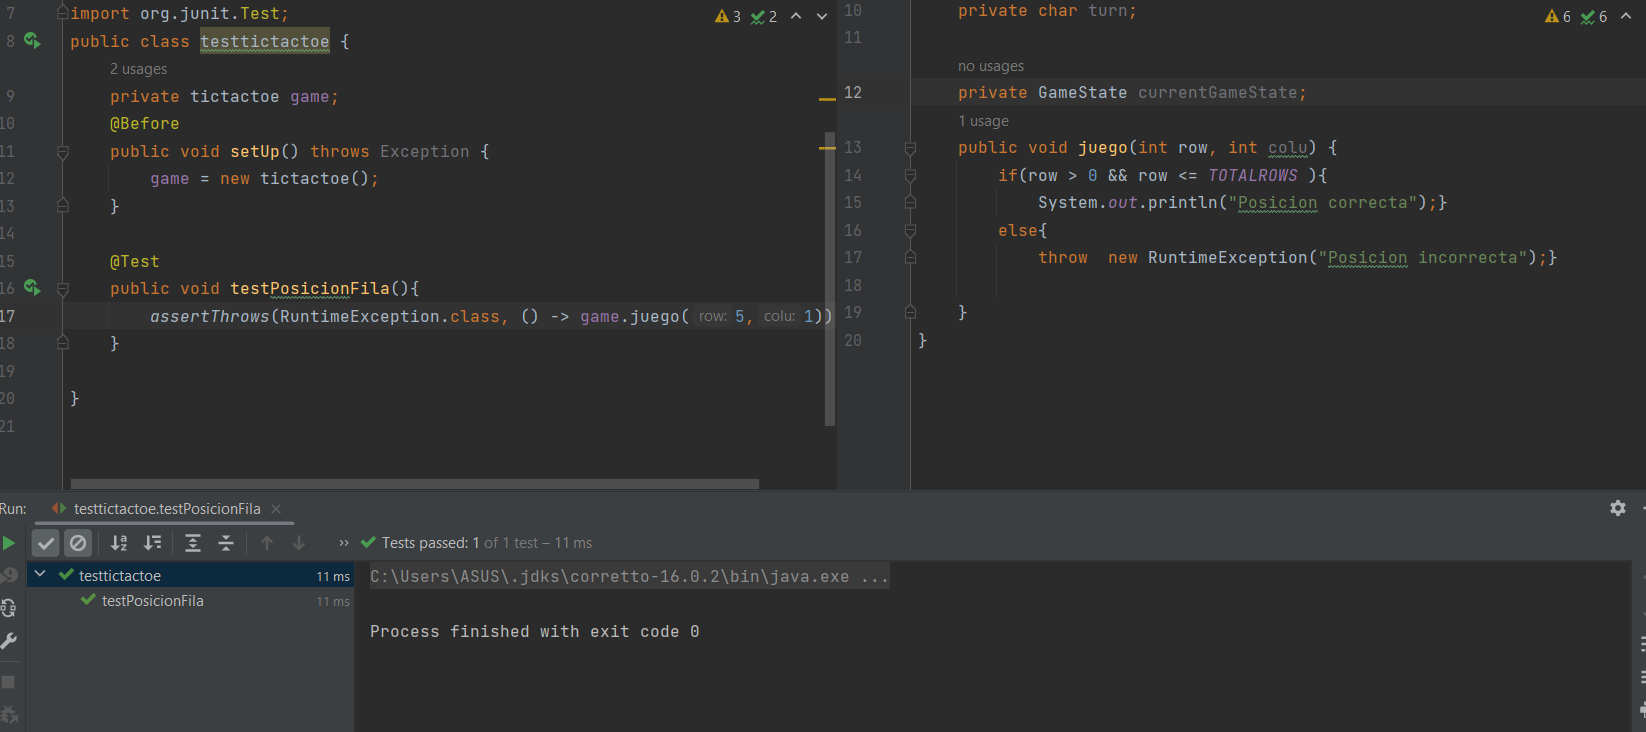 7 import org.junit.Test;
8 public class testtictactoe {
2 usages
9 private tictactoe game;
10 @Before
11 public void setUp() throws Exception {
12 game = new tictactoe();
13 }
14
15 @Test
16 public void testPosicionFila(){
17 assertThrows(RuntimeException.class, () -> game.juego( row: 5, colu: 1))
18 }
19
20 }
21
3 2
10 private char turn;
11
no usages
12 private GameState currentGameState;
1 usage
13 public void juego(int row, int colu) {
14 if(row > 0 && row <= TOTALROWS ){
15 System.out.println("Posicion correcta");}
16 else{
17 throw new RuntimeException("Posicion incorrecta");}
18
19 }
20 }
6 6
Run: testtictactoe.testPosicionFila
Tests passed: 1 of 1 test – 11 ms
testtictactoe 11 ms
testPosicionFila 11 ms
C:\Users\ASUS\.jdks\corretto-16.0.2\bin\java.exe ...
Process finished with exit code 0